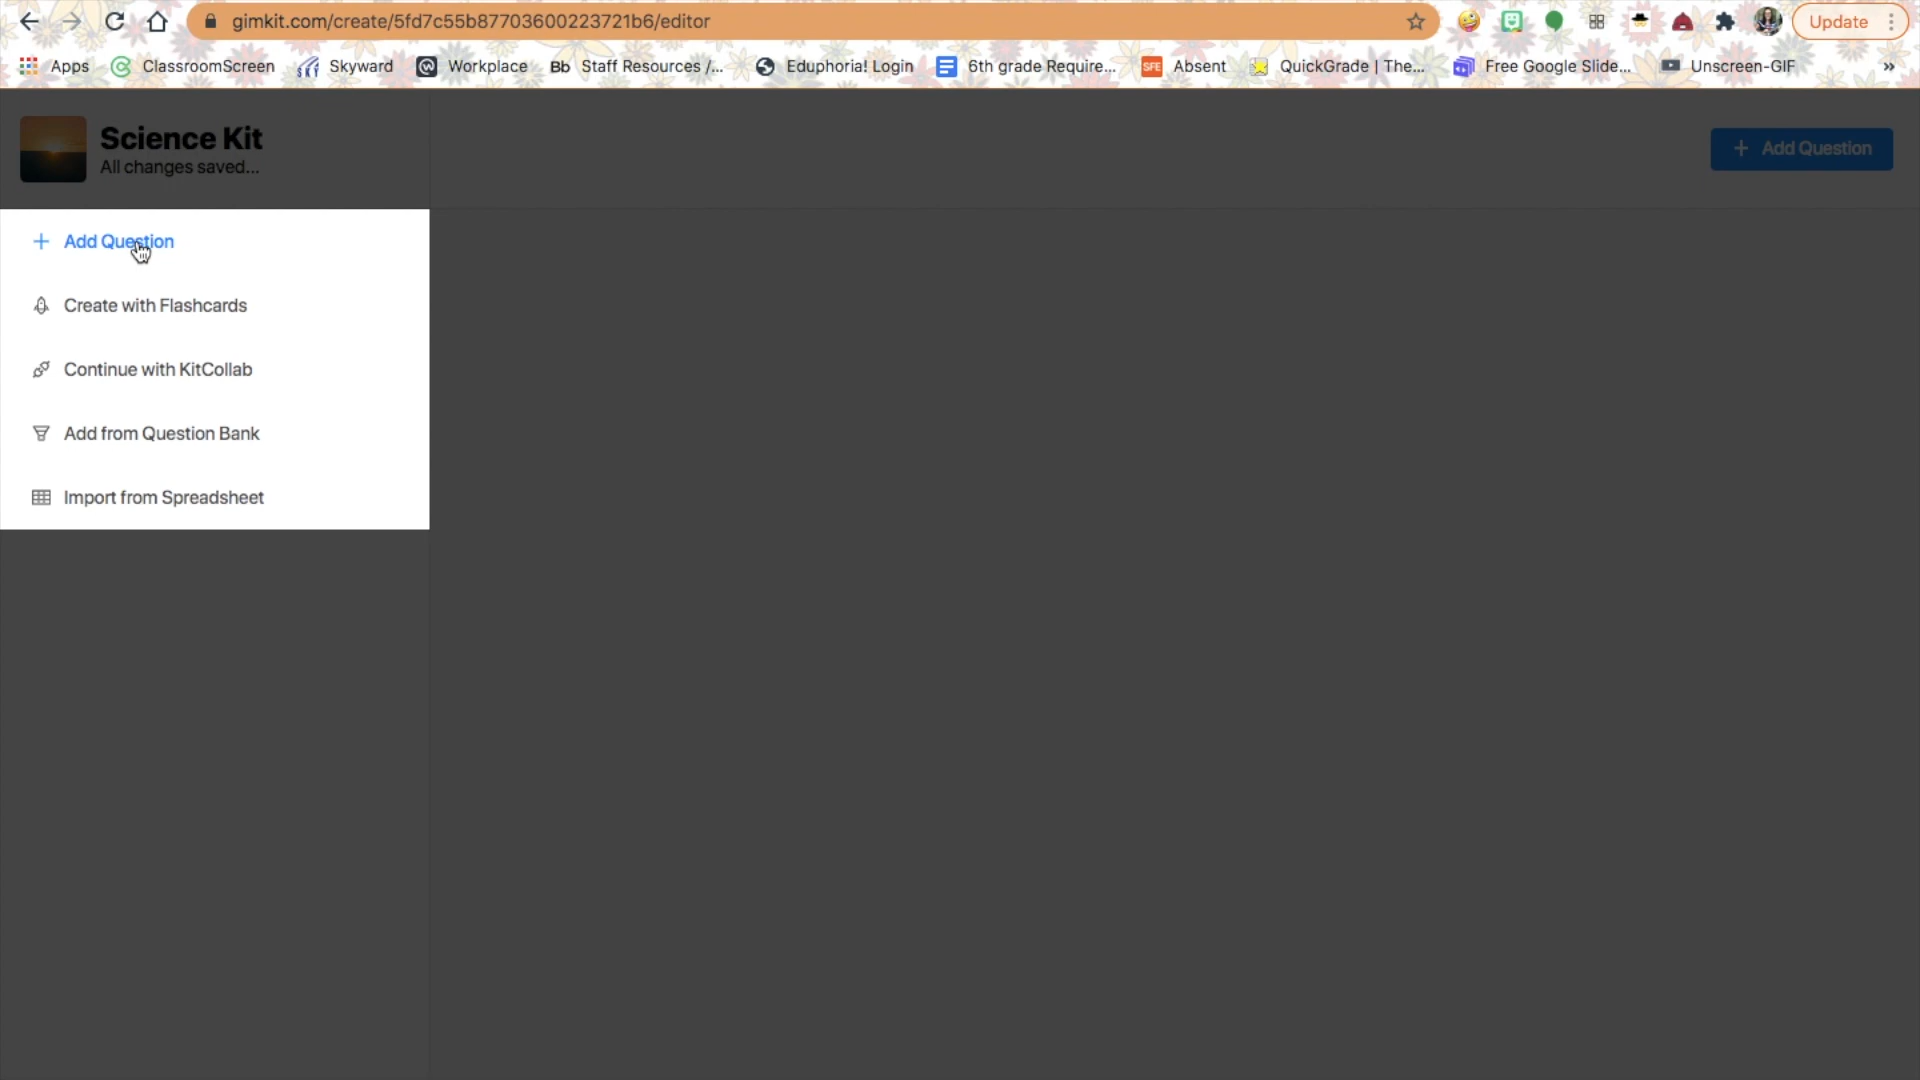 gimkit.com/create/5fd7c55b87703600223721b6/editor
Update
Apps
ClassroomScreen
Skyward
Workplace
Bb Staff Resources /...
Eduphoria! Login
6th grade Require...
SFE Absent
QuickGrade | The...
Free Google Slide...
Unscreen-GIF
»
Science Kit
All changes saved...
+ Add Question
+ Add Question
Create with Flashcards
Continue with KitCollab
Add from Question Bank
Import from Spreadsheet